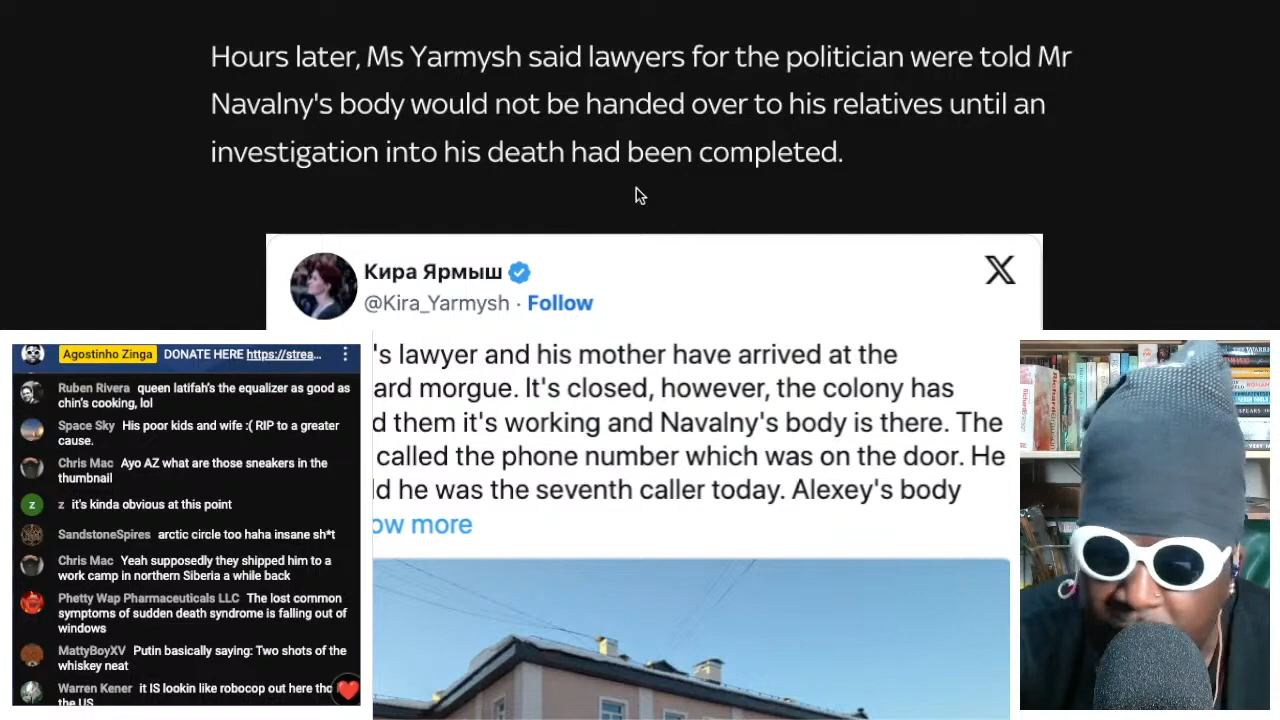 Hours later, Ms Yarmysh said lawyers for the politician were told Mr
Navalny's body would not be handed over to his relatives until an
investigation into his death had been completed.
Кира Ярмыш
@Kira_Yarmysh · Follow
's lawyer and his mother have arrived at the
ard morgue. It's closed, however, the colony has
d them it's working and Navalny's body is there. The
called the phone number which was on the door. He
ld he was the seventh caller today. Alexey's body
ow more
Agostinho Zinga DONATE HERE https://strea...
Ruben Rivera queen latifah's the equalizer as good as
chin's cooking, lol
Space Sky His poor kids and wife :( RIP to a greater
cause.
Chris Mac Ayo AZ what are those sneakers in the
thumbnail
z z it's kinda obvious at this point
SandstoneSpires arctic circle too haha insane sh*t
Chris Mac Yeah supposedly they shipped him to a
work camp in northern Siberia a while back
Phetty Wap Pharmaceuticals LLC The lost common
symptoms of sudden death syndrome is falling out of
windows
MattyBoyXV Putin basically saying: Two shots of the
whiskey neat
Warren Kener it IS lookin like robocop out here tho
the US